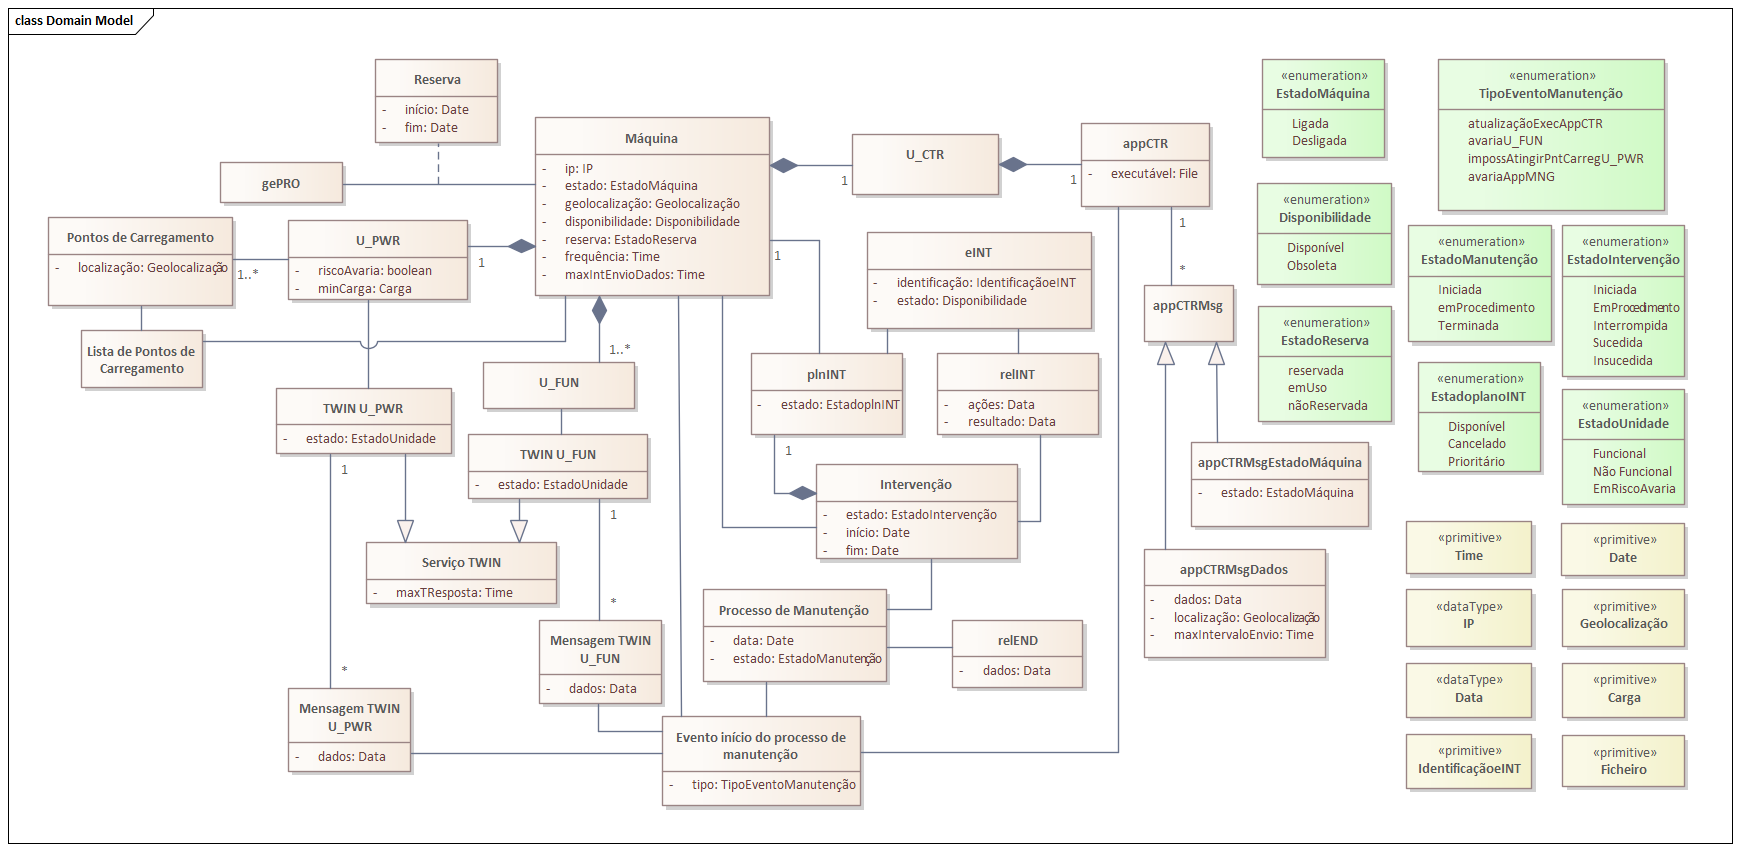 class Domain Model
Reserva
- início: Date
- fim: Date
gePRO
Máquina
- ip: IP
- estado: EstadoMáquina
- geolocalização: Geolocalização
- disponibilidade: Disponibilidade
- reserva: EstadoReserva
- frequência: Time
- maxIntEnvioDados: Time
U_CTR
1
appCTR
- executável: File
1
Pontos de Carregamento
- localização: Geolocalização
1..*
U_PWR
- riscoAvaria: boolean
- minCarga: Carga
1
1
1
*
eINT
- identificação: IdentificaçãoeINT
- estado: Disponibilidade
appCTRMsg
Lista de Pontos de
Carregamento
1..*
U_FUN
plnINT
- estado: EstadoplnINT
relINT
- ações: Data
- resultado: Data
TWIN U_PWR
- estado: EstadoUnidade
1
TWIN U_FUN
- estado: EstadoUnidade
1
1
Intervenção
- estado: EstadoIntervenção
- início: Date
- fim: Date
appCTRMsgEstadoMáquina
- estado: EstadoMáquina
Serviço TWIN
- maxTResposta: Time
appCTRMsgDados
- dados: Data
- localização: Geolocalização
- maxIntervaloEnvio: Time
Processo de Manutenção
- data: Date
- estado: EstadoManutenção
relEND
- dados: Data
*
Mensagem TWIN
U_FUN
- dados: Data
*
Mensagem TWIN
U_PWR
- dados: Data
Evento início do processo de
manutenção
- tipo: TipoEventoManutenção
«enumeration»
EstadoMáquina
Ligada
Desligada
«enumeration»
TipoEventoManutenção
atualizaçãoExecAppCTR
avariaU_FUN
impossAtingirPntCarregU_PWR
avariaAppMNG
«enumeration»
Disponibilidade
Disponível
Obsoleta
«enumeration»
EstadoManutenção
Iniciada
emProcedimento
Terminada
«enumeration»
EstadoIntervenção
Iniciada
EmProcedimento
Interrompida
Sucedida
Insucedida
«enumeration»
EstadoReserva
reservada
emUso
nãoReservada
«enumeration»
EstadoplanoINT
Disponível
Cancelado
Prioritário
«enumeration»
EstadoUnidade
Funcional
Não Funcional
EmRiscoAvaria
«primitive»
Time
«primitive»
Date
«dataType»
IP
«primitive»
Geolocalização
«dataType»
Data
«primitive»
Carga
«primitive»
IdentificaçãoeINT
«primitive»
Ficheiro